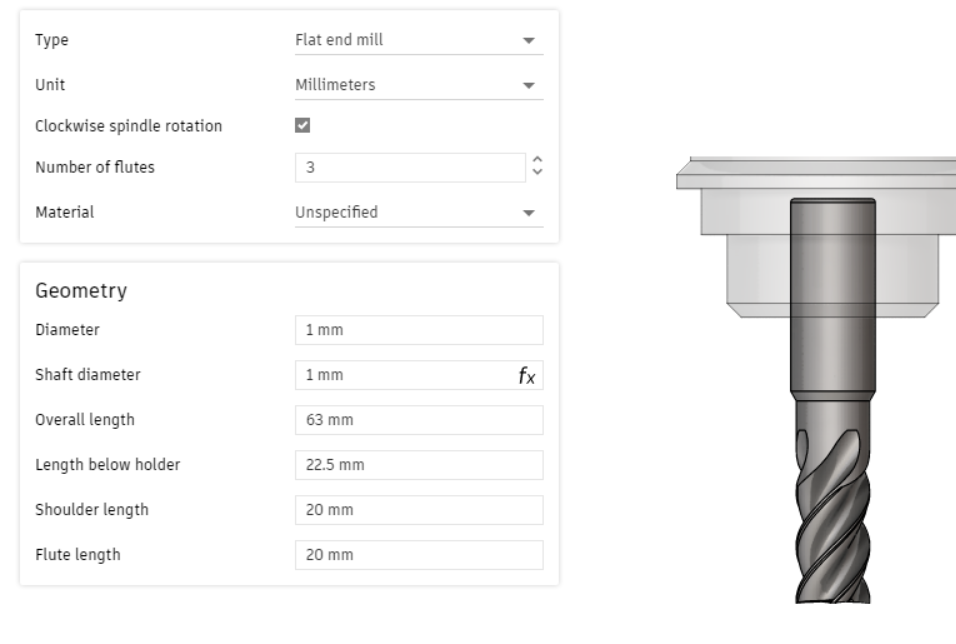 Type Flat end mill
Unit Millimeters
Clockwise spindle rotation
Number of flutes 3
Material Unspecified
Geometry
Diameter 1 mm
Shaft diameter 1 mm fx
Overall length 63 mm
Length below holder 22.5 mm
Shoulder length 20 mm
Flute length 20 mm